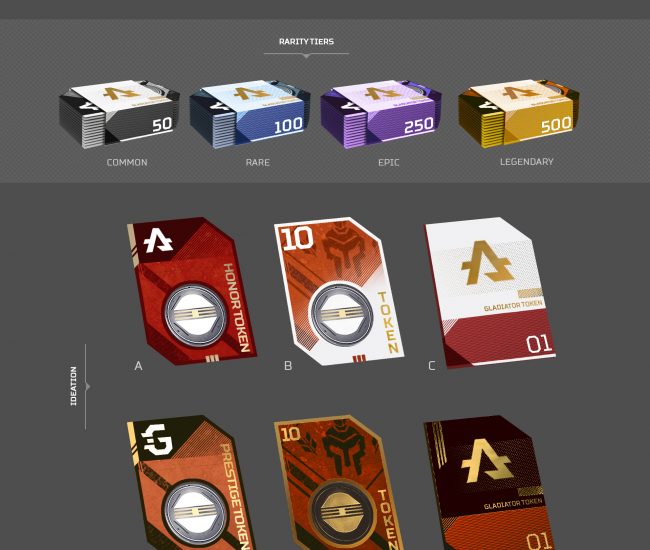 RARITY TIERS
50
100
250
500
COMMON
RARE
EPIC
LEGENDARY
HONOR TOKEN
10
TOKEN
GLADIATOR TOKEN
01
A
B
C
IDEATION
PRESTIGE TOKEN
10
TOKEN
GLADIATOR TOKEN
01